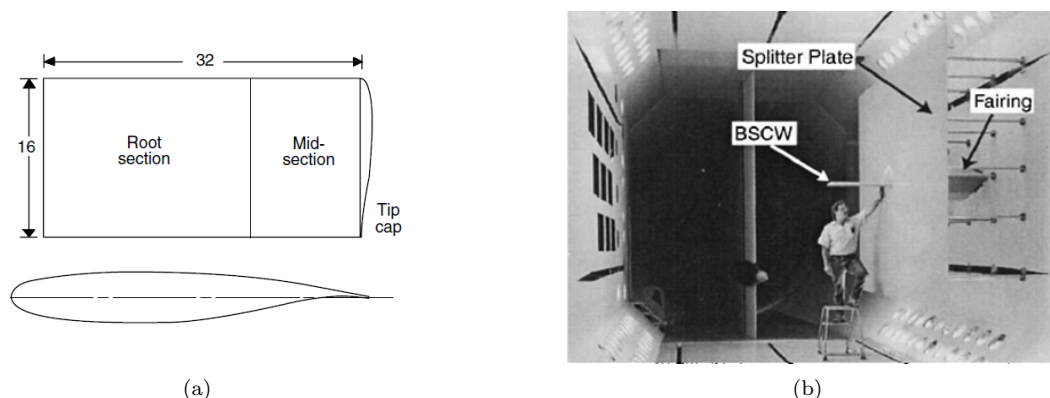 32
16
Root
section
Mid-
section
Tip
cap
(a)
Splitter Plate
Fairing
BSCW
(b)